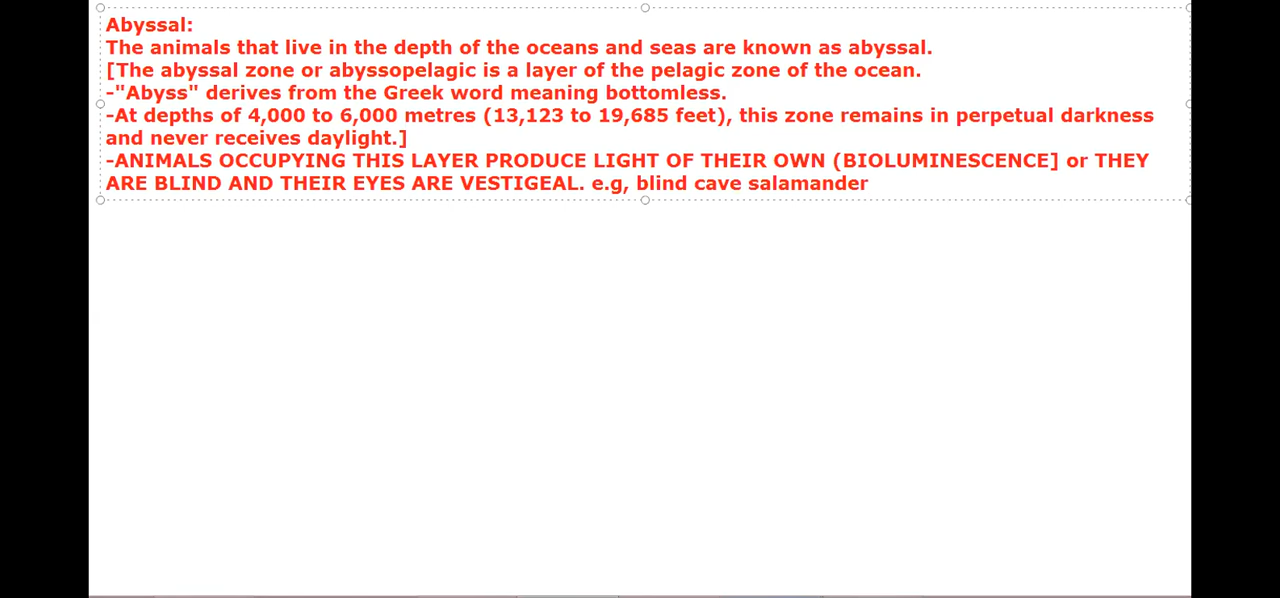 Abyssal:
The animals that live in the depth of the oceans and seas are known as abyssal.
[The abyssal zone or abyssopelagic is a layer of the pelagic zone of the ocean.
-"Abyss" derives from the Greek word meaning bottomless.
-At depths of 4,000 to 6,000 metres (13,123 to 19,685 feet), this zone remains in perpetual darkness
and never receives daylight.]
-ANIMALS OCCUPYING THIS LAYER PRODUCE LIGHT OF THEIR OWN (BIOLUMINESCENCE] or THEY
ARE BLIND AND THEIR EYES ARE VESTIGEAL. e.g, blind cave salamander